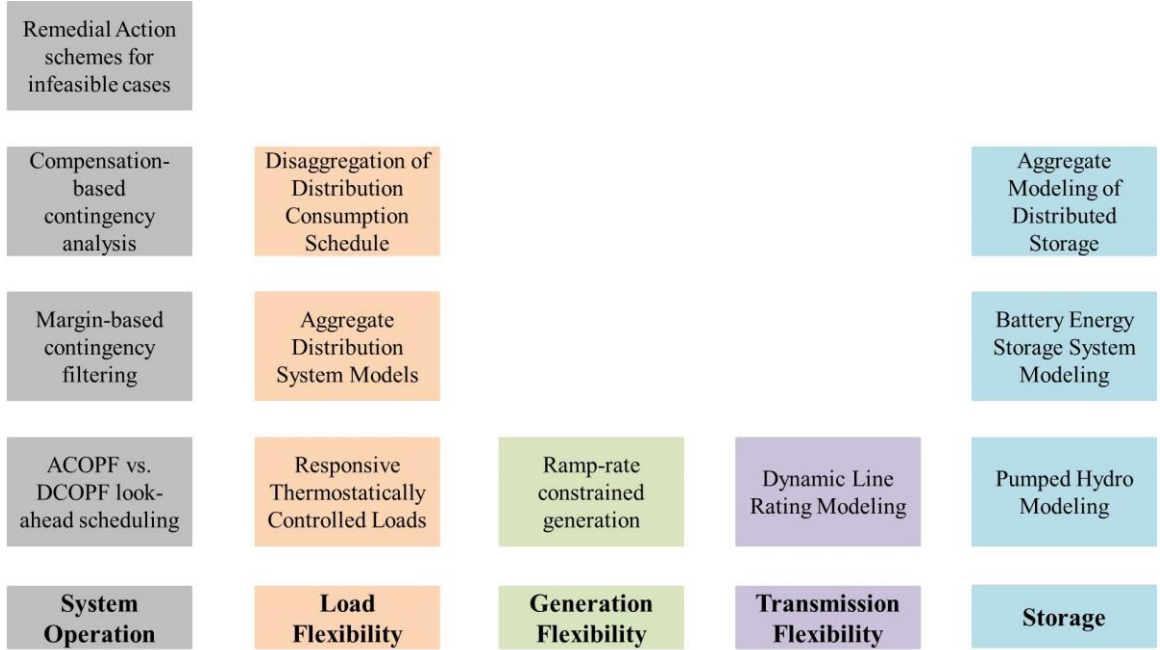 Remedial Action
schemes for
infeasible cases
Compensation-
based
contingency
analysis
Disaggregation of
Distribution
Consumption
Schedule
Aggregate
Modeling of
Distributed
Storage
Margin-based
contingency
filtering
Aggregate
Distribution
System Models
Battery Energy
Storage System
Modeling
ACOPF vs.
DCOPF look-
ahead scheduling
Responsive
Thermostatically
Controlled Loads
Ramp-rate
constrained
generation
Dynamic Line
Rating Modeling
Pumped Hydro
Modeling
System
Operation
Load
Flexibility
Generation
Flexibility
Transmission
Flexibility
Storage